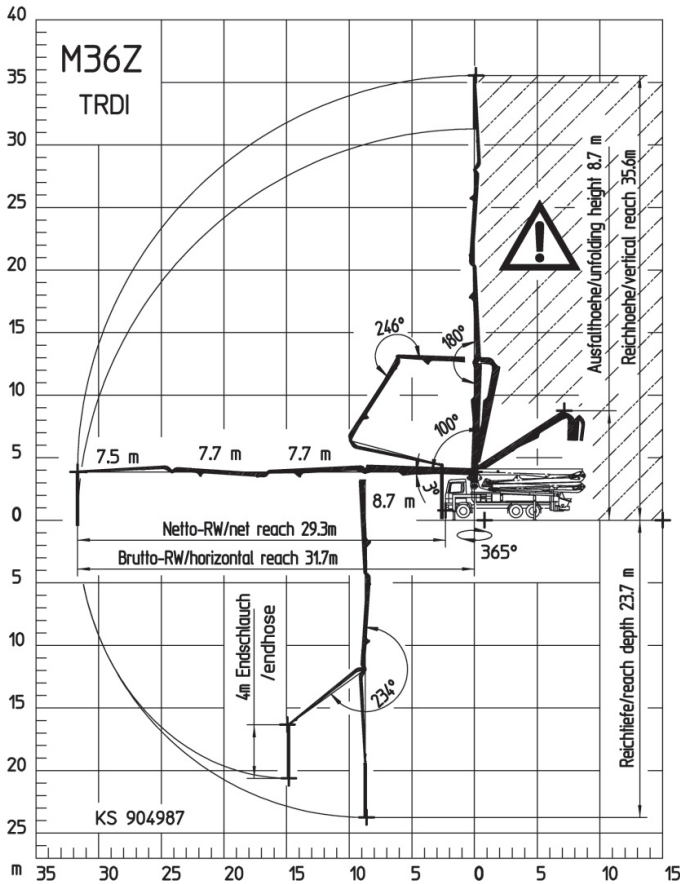 40
M36Z
TRDI
35
30
25
20
15
10
5
0
5
10
15
20
25
m
35
30
25
20
15
10
5
0
5
10
15
Ausfalthoehe/unfolding height 8.7 m
Reichhoehe/vertical reach 35.6m
246°
180°
100°
3°
7.5 m
7.7 m
7.7 m
8.7 m
Netto-RW/net reach 29.3m
Brutto-RW/horizontal reach 31.7m
365°
4m Endschlauch
/endhose
234°
Reichtiefe/reach depth 23.7 m
KS 904987
!